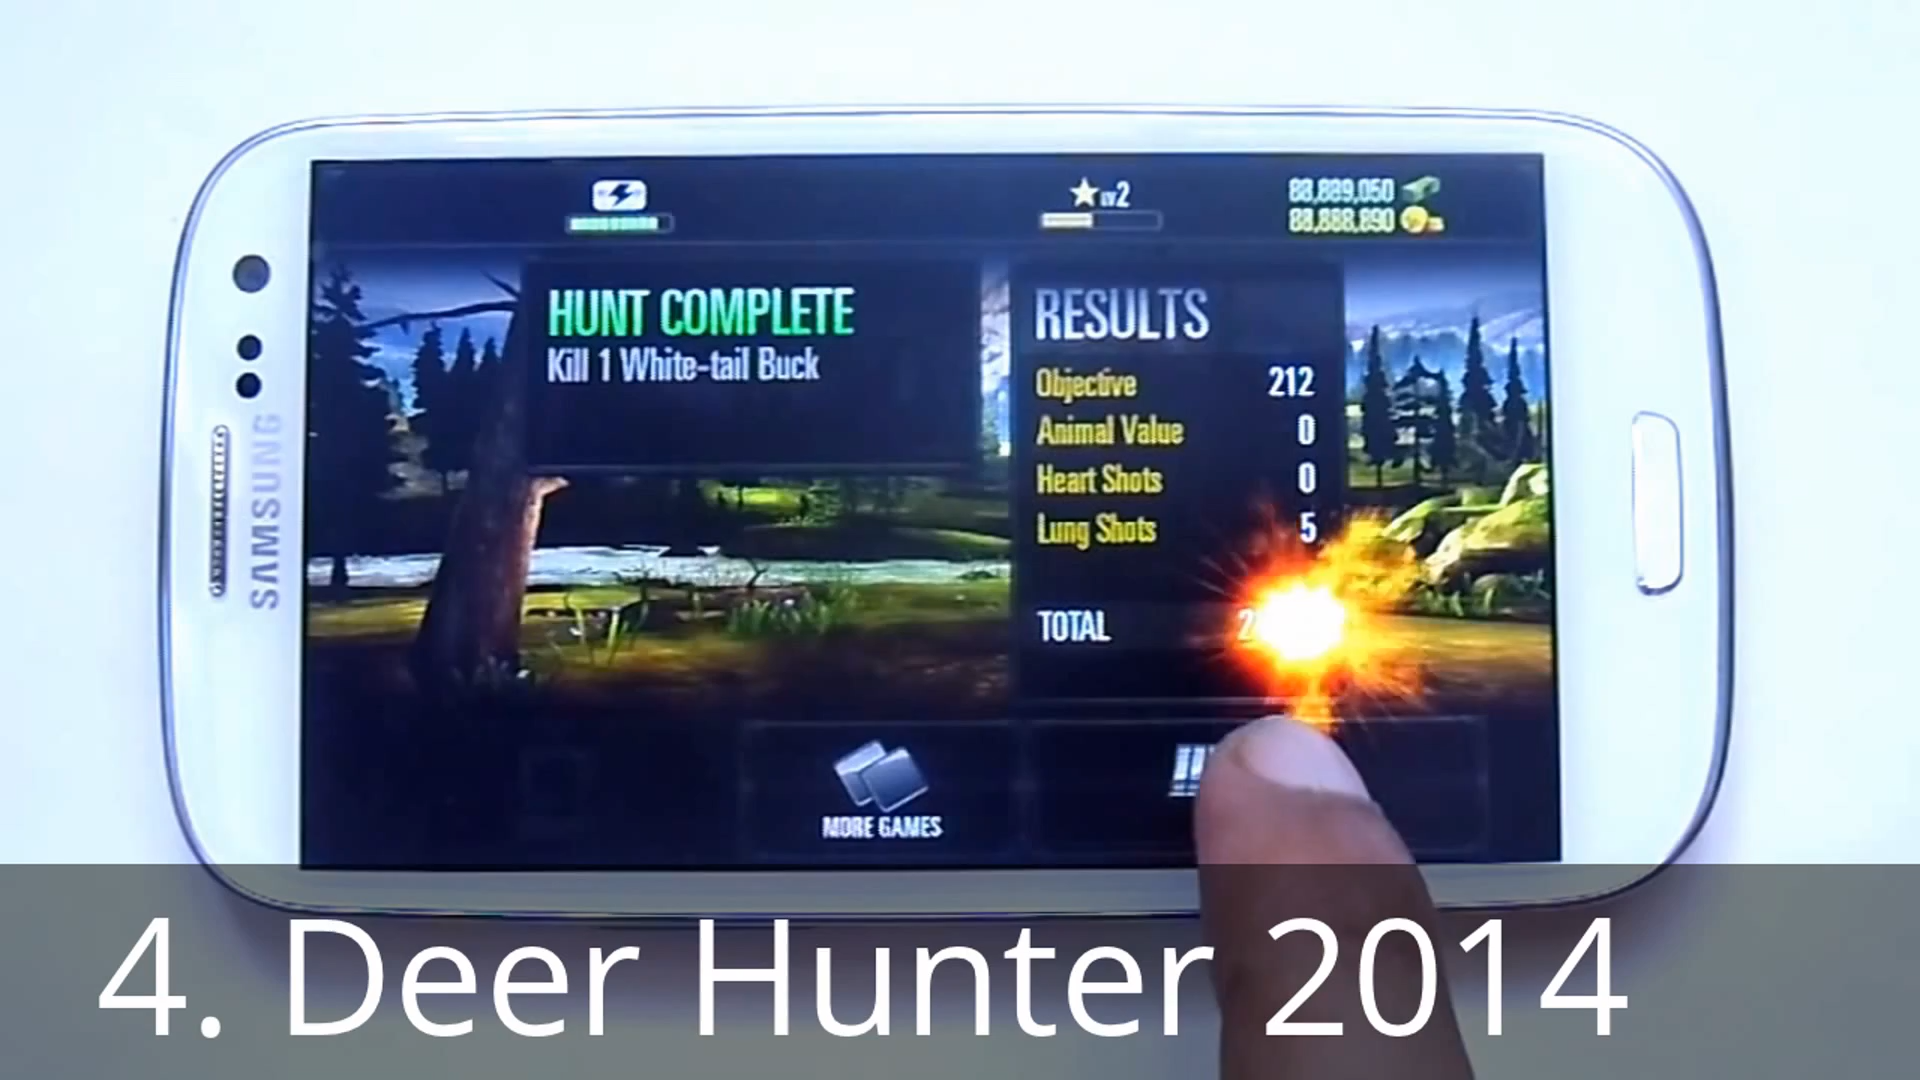 LV2
88,889,050
88,888,890
HUNT COMPLETE
Kill 1 White-tail Buck
RESULTS
Objective 212
Animal Value 0
Heart Shots 0
Lung Shots 5
TOTAL
MORE GAMES
SAMSUNG
4. Deer Hunter 2014